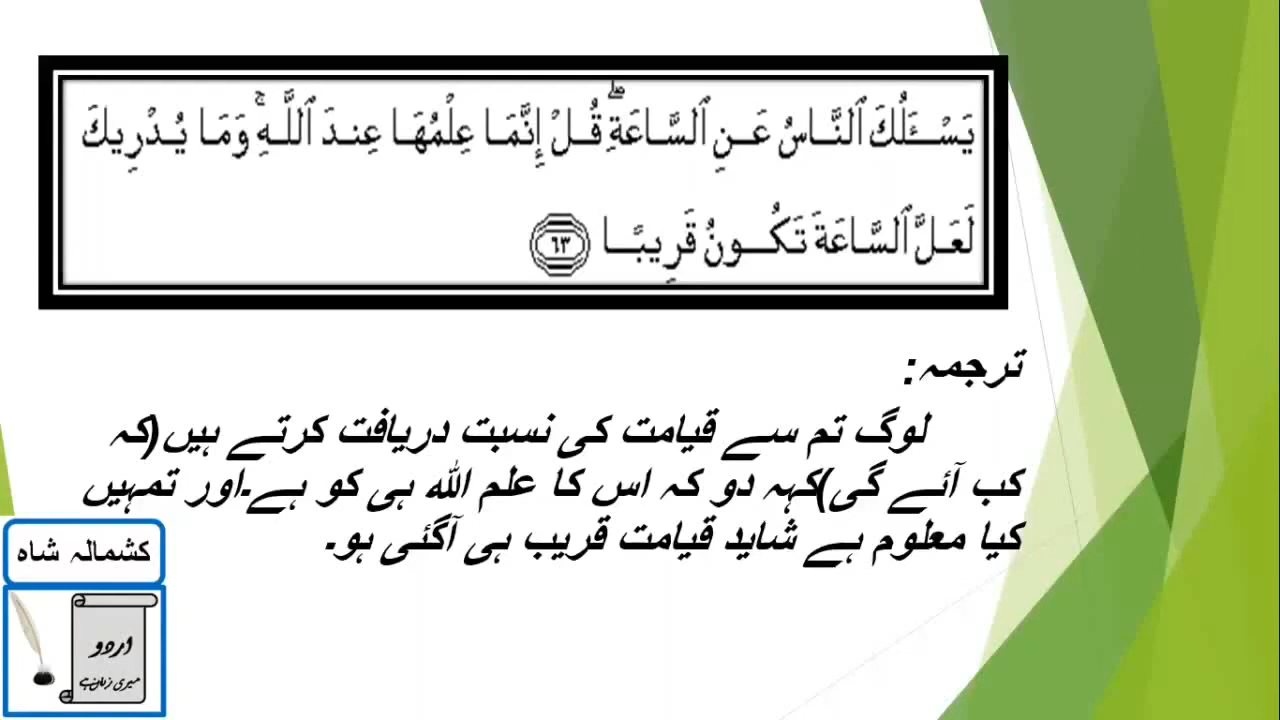 يَسْـَٔلُكَ ٱلنَّاسُ عَنِ ٱلسَّاعَةِۖ قُلْ إِنَّمَا عِلْمُهَا عِندَ ٱللَّهِۚ وَمَا يُدْرِيكَ
لَعَلَّ ٱلسَّاعَةَ تَكُونُ قَرِيبًا ٦٣
ترجمہ:
لوگ تم سے قیامت کی نسبت دریافت کرتے ہیں(کہ
کب آئے گی)کہہ دو کہ اس کا علم اللہ ہی کو ہے۔اور تمہیں
کیا معلوم ہے شاید قیامت قریب ہی آگئی ہو۔
کشمالہ شاہ
اردو
میری زبان ہے